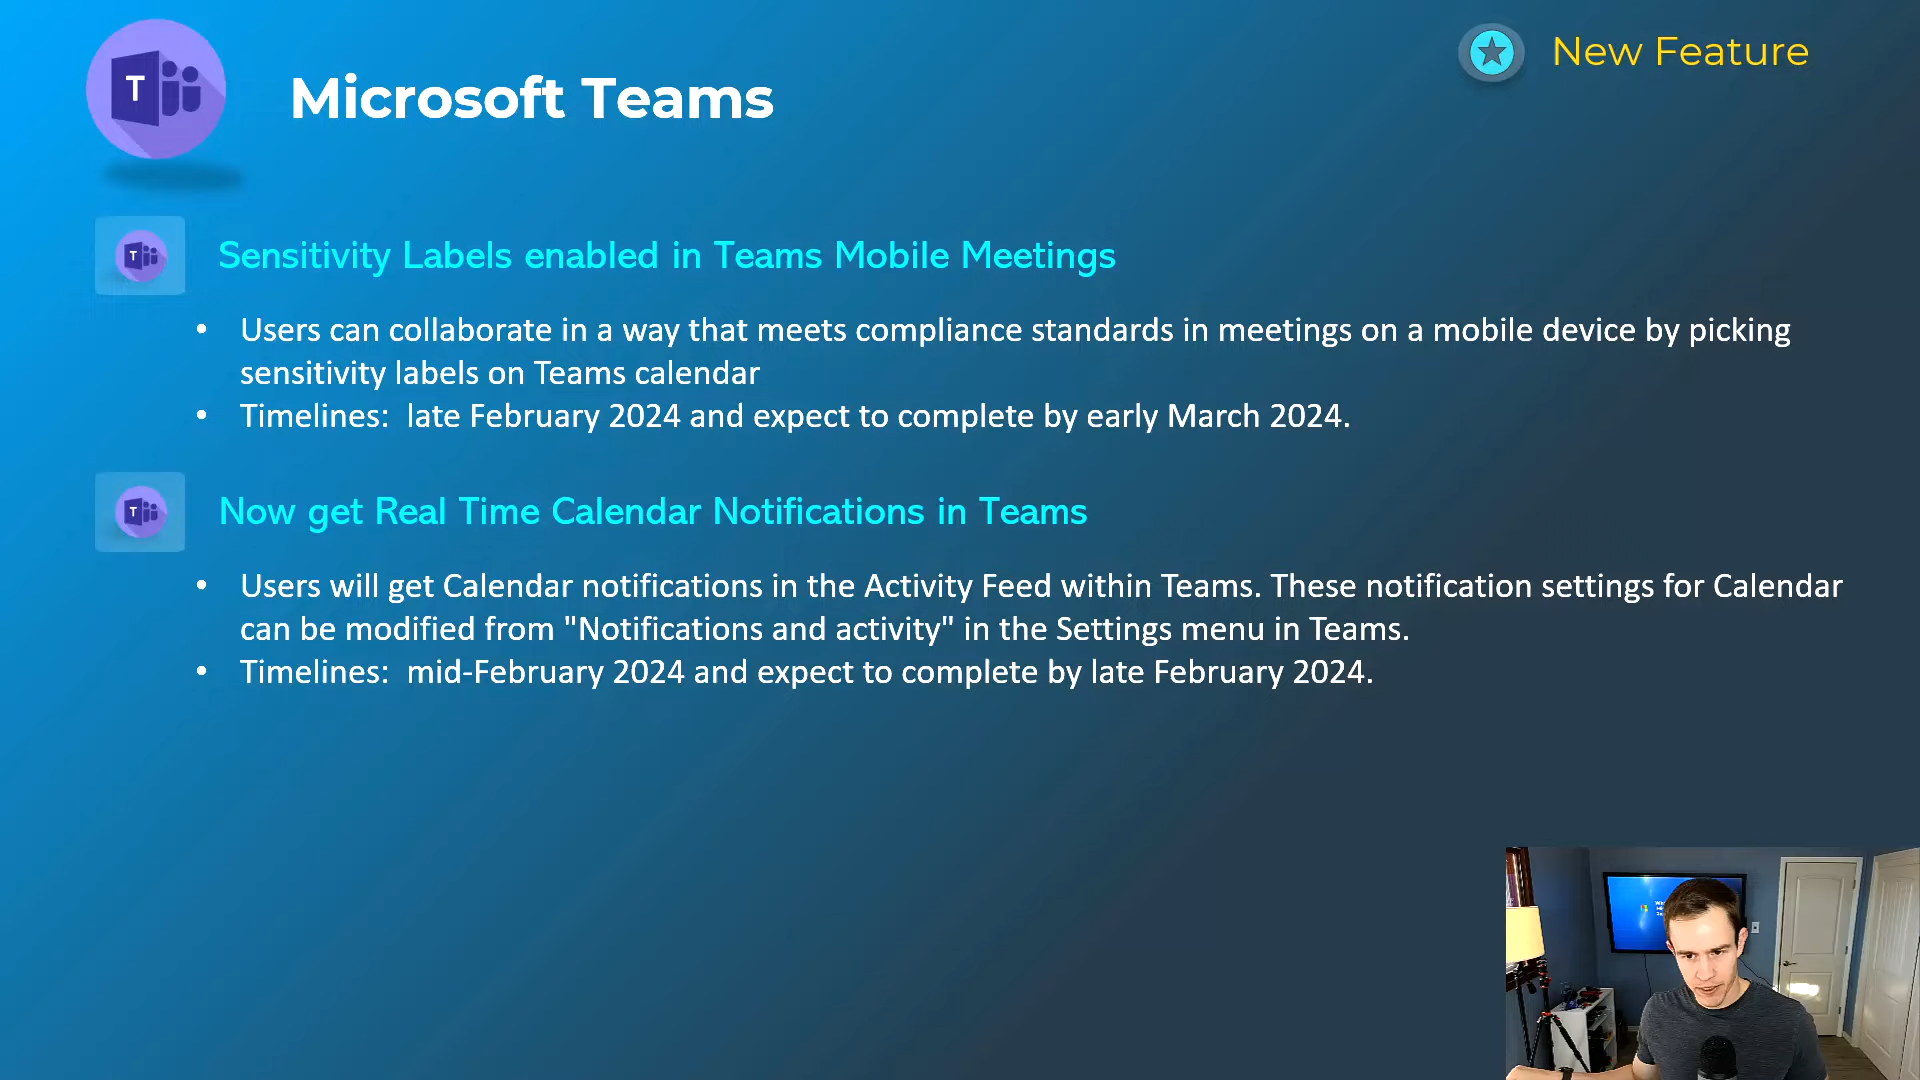 T
Microsoft Teams
New Feature
T
Sensitivity Labels enabled in Teams Mobile Meetings
• Users can collaborate in a way that meets compliance standards in meetings on a mobile device by picking
sensitivity labels on Teams calendar
• Timelines:  late February 2024 and expect to complete by early March 2024.
T
Now get Real Time Calendar Notifications in Teams
• Users will get Calendar notifications in the Activity Feed within Teams. These notification settings for Calendar
can be modified from "Notifications and activity" in the Settings menu in Teams.
• Timelines:  mid-February 2024 and expect to complete by late February 2024.